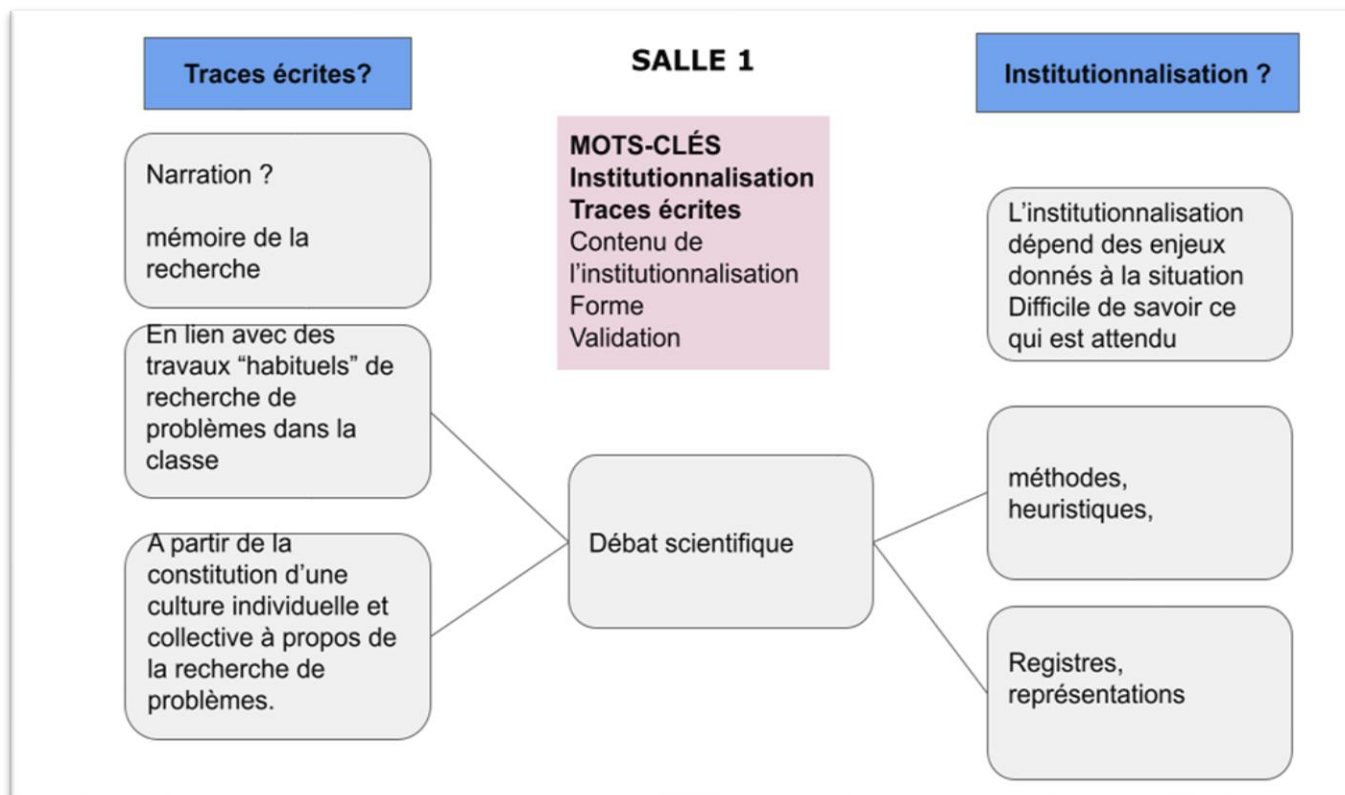 Traces écrites?
Narration ?
mémoire de la
recherche
En lien avec des
travaux “habituels” de
recherche de
problèmes dans la
classe
A partir de la
constitution d’une
culture individuelle et
collective à propos de
la recherche de
problèmes.
SALLE 1
MOTS-CLÉS
Institutionnalisation
Traces écrites
Contenu de
l’institutionnalisation
Forme
Validation
Débat scientifique
Institutionnalisation ?
L’institutionnalisation
dépend des enjeux
donnés à la situation
Difficile de savoir ce
qui est attendu
méthodes,
heuristiques,
Registres,
représentations